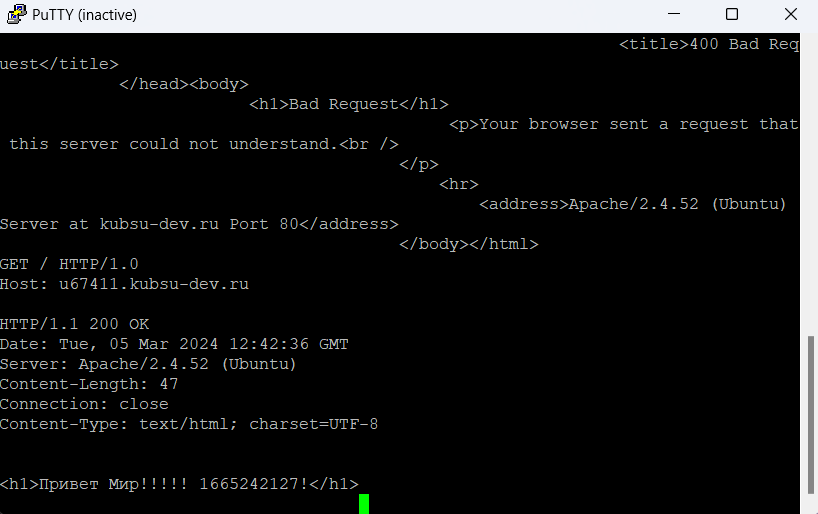 PuTTY (inactive)
<title>400 Bad Req
uest</title>
</head><body>
<h1>Bad Request</h1>
<p>Your browser sent a request that
this server could not understand.<br />
</p>
<hr>
<address>Apache/2.4.52 (Ubuntu)
Server at kubsu-dev.ru Port 80</address>
</body></html>
GET / HTTP/1.0
Host: u67411.kubsu-dev.ru
HTTP/1.1 200 OK
Date: Tue, 05 Mar 2024 12:42:36 GMT
Server: Apache/2.4.52 (Ubuntu)
Content-Length: 47
Connection: close
Content-Type: text/html; charset=UTF-8
<h1>Привет Мир!!!!! 1665242127!</h1>